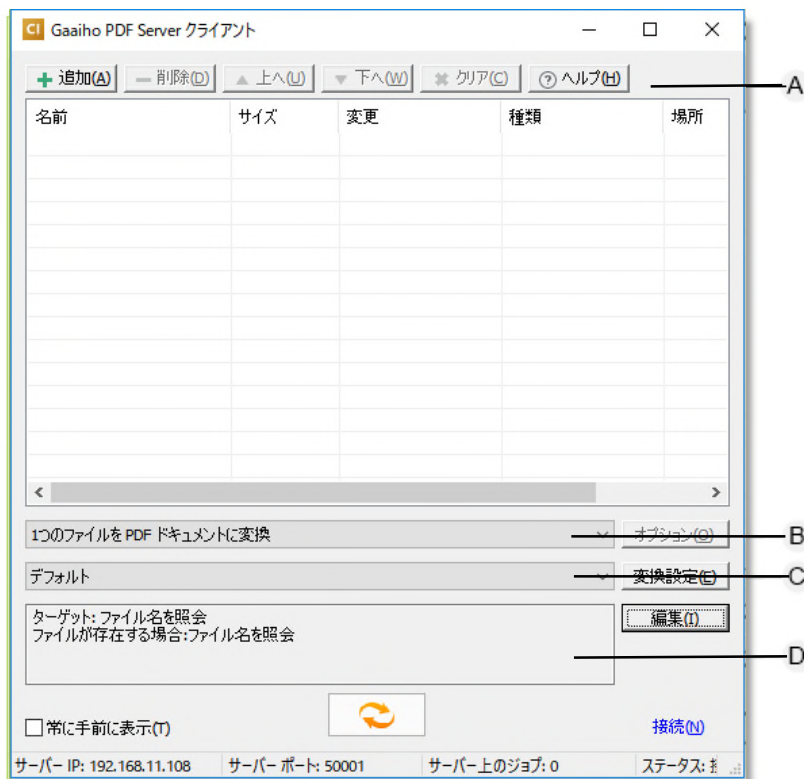 CI Gaaiho PDF Server クライアント
追加(A) 削除(D) 上へ(U) 下へ(W) クリア(C) ヘルプ(H)
A
名前 サイズ 変更 種類 場所
1つのファイルを PDF ドキュメントに変換 オプション(O)
B
デフォルト 変換設定(E)
C
ターゲット: ファイル名を照会
ファイルが存在する場合:ファイル名を照会
編集(I)
D
常に手前に表示(T) 接続(N)
サーバー IP: 192.168.11.108 サーバー ポート: 50001 サーバー上のジョブ: 0 ステータス: